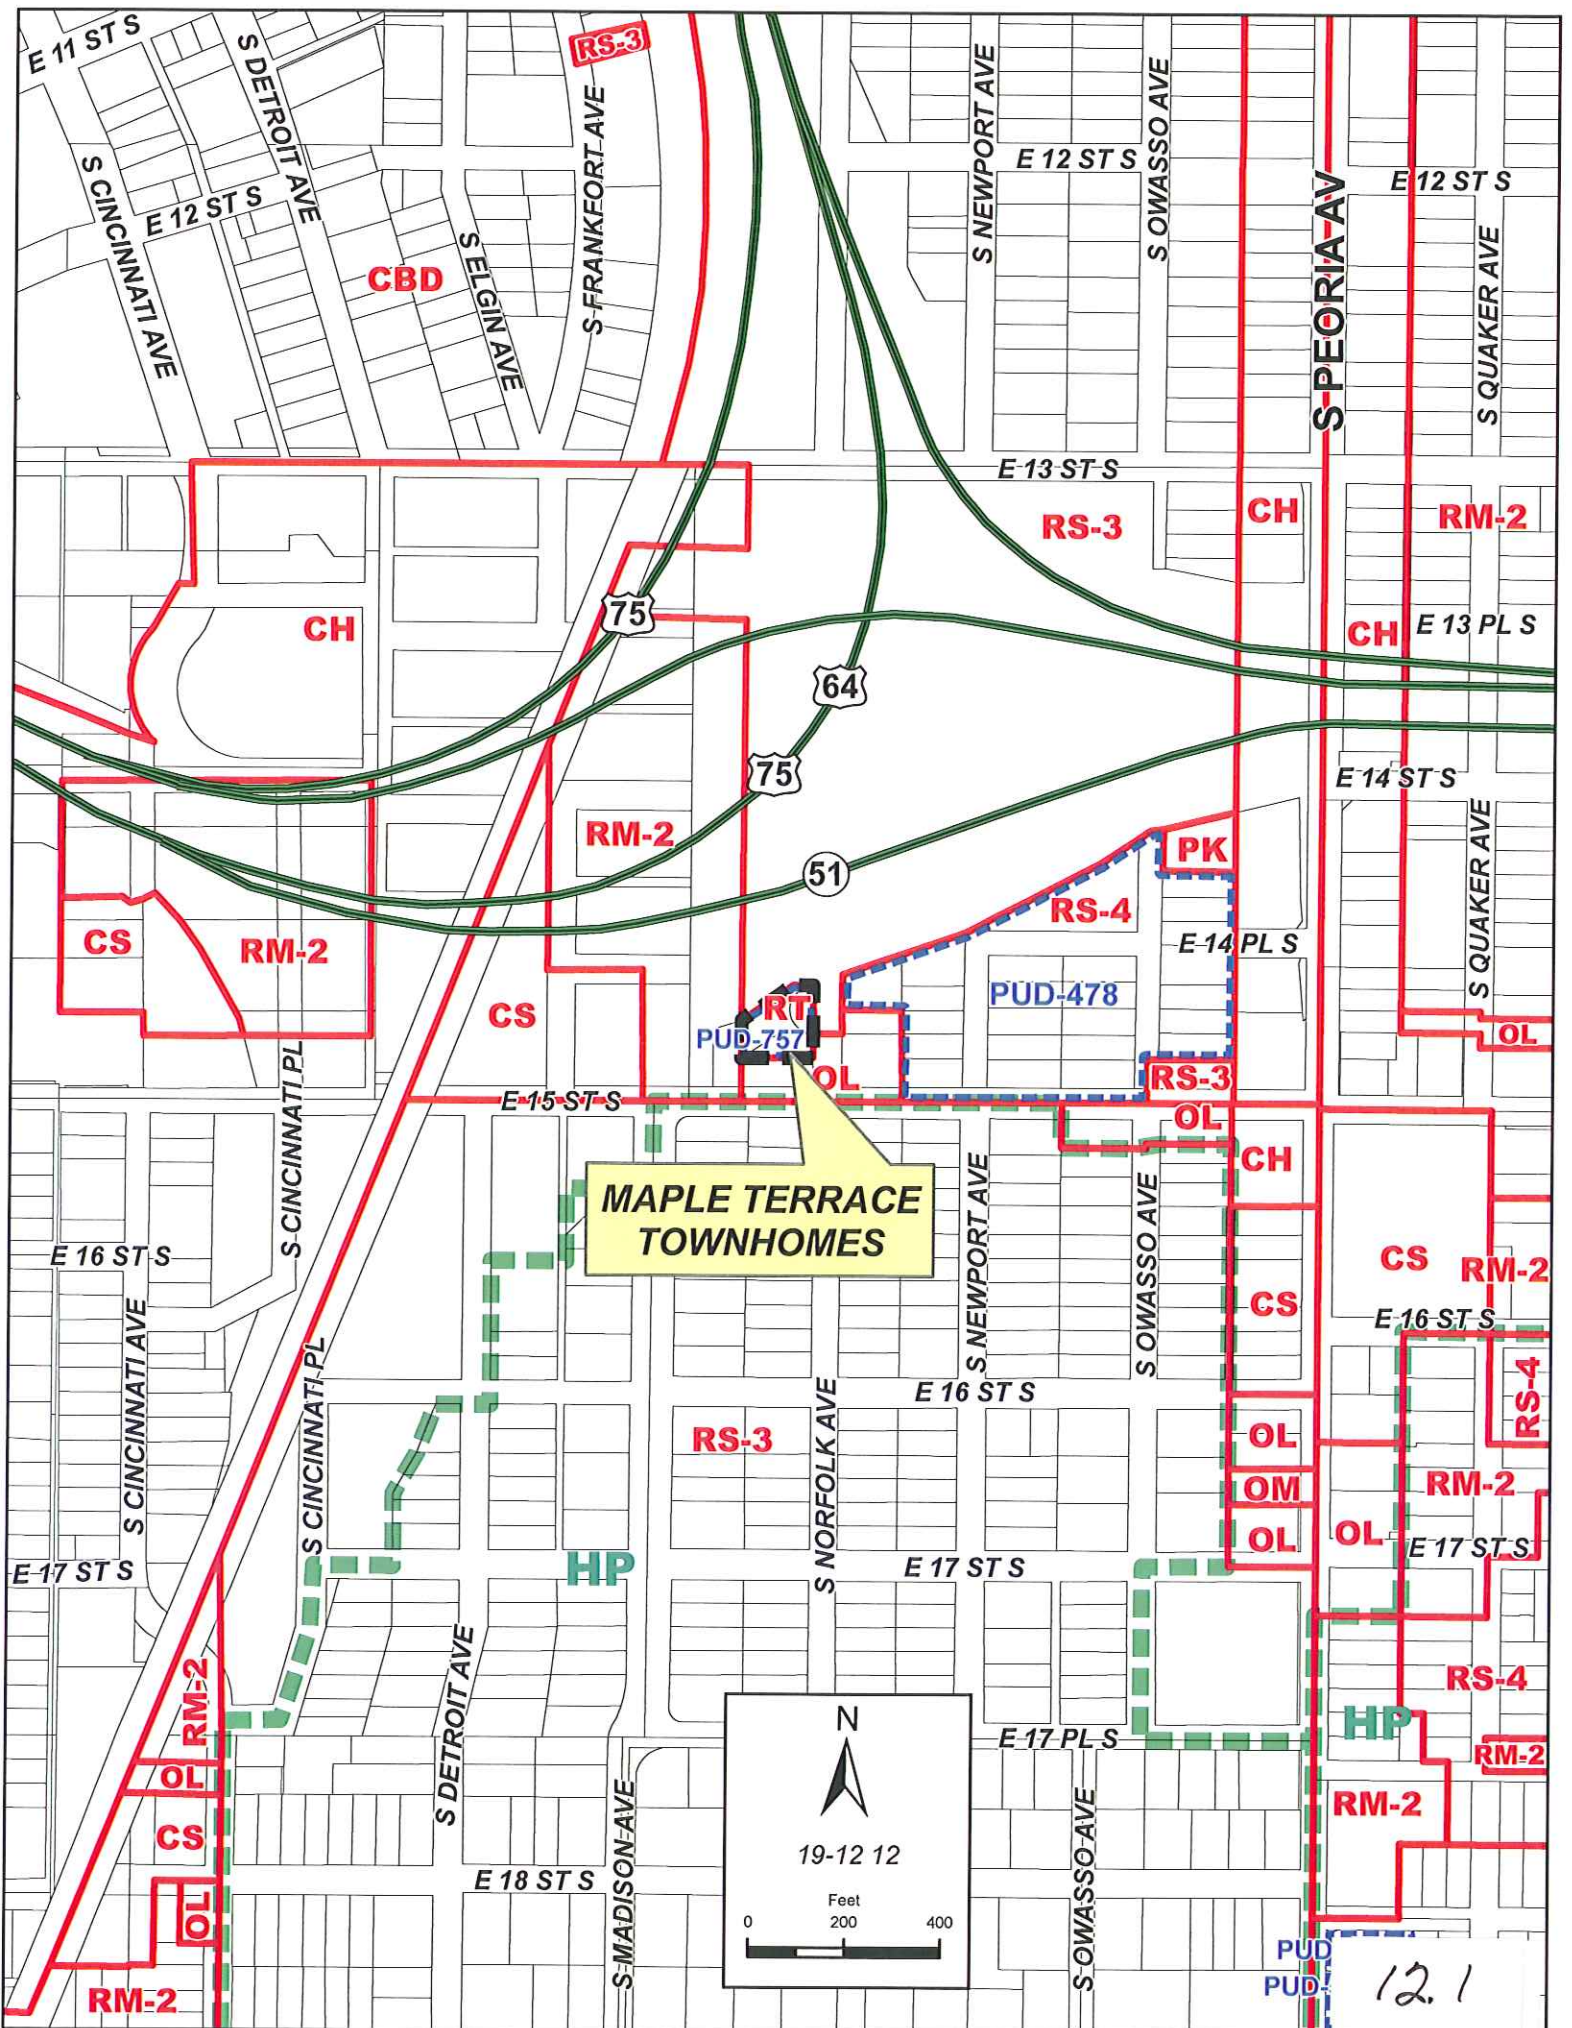 E 11 ST S
S DETROIT AVE
RS-3
S FRANKFORT AVE
S NEWPORT AVE
S OWASSO AVE
E 12 ST S
E 12 ST S
S CINCINNATI AVE
E 12 ST S
S PEORIA AV
S QUAKER AVE
CBD
S ELGIN AVE
E 13 ST S
CH
RS-3
RM-2
75
CH
CH
E 13 PL S
64
75
E 14 ST S
RM-2
PK
51
RS-4
S QUAKER AVE
CS
RM-2
E 14 PL S
PUD-478
CS
RT
PUD-757
OL
OL
RS-3
S CINCINNATI PL
E 15 ST S
OL
CH
MAPLE TERRACE
TOWNHOMES
S NEWPORT AVE
S OWASSO AVE
E 16 ST S
CS
RM-2
CS
E 16 ST S
S CINCINNATI AVE
S CINCINNATI PL
E 16 ST S
RS-4
RS-3
S NORFOLK AVE
OL
OM
RM-2
OL
OL
E 17 ST S
E 17 ST S
HP
E 17 ST S
RM-2
S DETROIT AVE
RS-4
HP
N
E 17 PL S
RM-2
OL
RM-2
CS
S MADISON AVE
19-12 12
S OWASSO AVE
E 18 ST S
Feet
0 200 400
OL
PUD
PUD-
RM-2
12.1